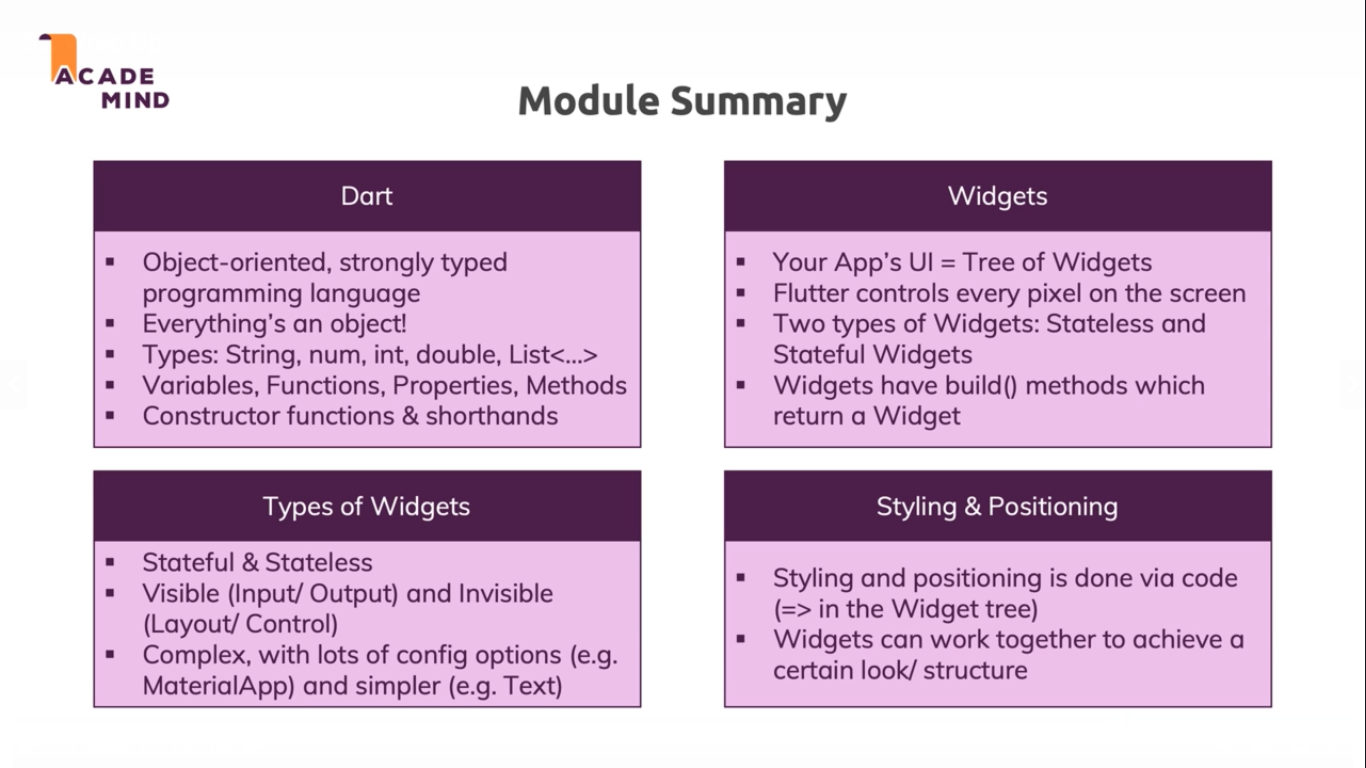 ACADE
MIND
Module Summary
Dart
▪ Object-oriented, strongly typed
programming language
▪ Everything's an object!
▪ Types: String, num, int, double, List<...>
▪ Variables, Functions, Properties, Methods
▪ Constructor functions & shorthands
Widgets
▪ Your App's UI = Tree of Widgets
▪ Flutter controls every pixel on the screen
▪ Two types of Widgets: Stateless and
Stateful Widgets
▪ Widgets have build() methods which
return a Widget
Types of Widgets
▪ Stateful & Stateless
▪ Visible (Input/ Output) and Invisible
(Layout/ Control)
▪ Complex, with lots of config options (e.g.
MaterialApp) and simpler (e.g. Text)
Styling & Positioning
▪ Styling and positioning is done via code
(=> in the Widget tree)
▪ Widgets can work together to achieve a
certain look/ structure